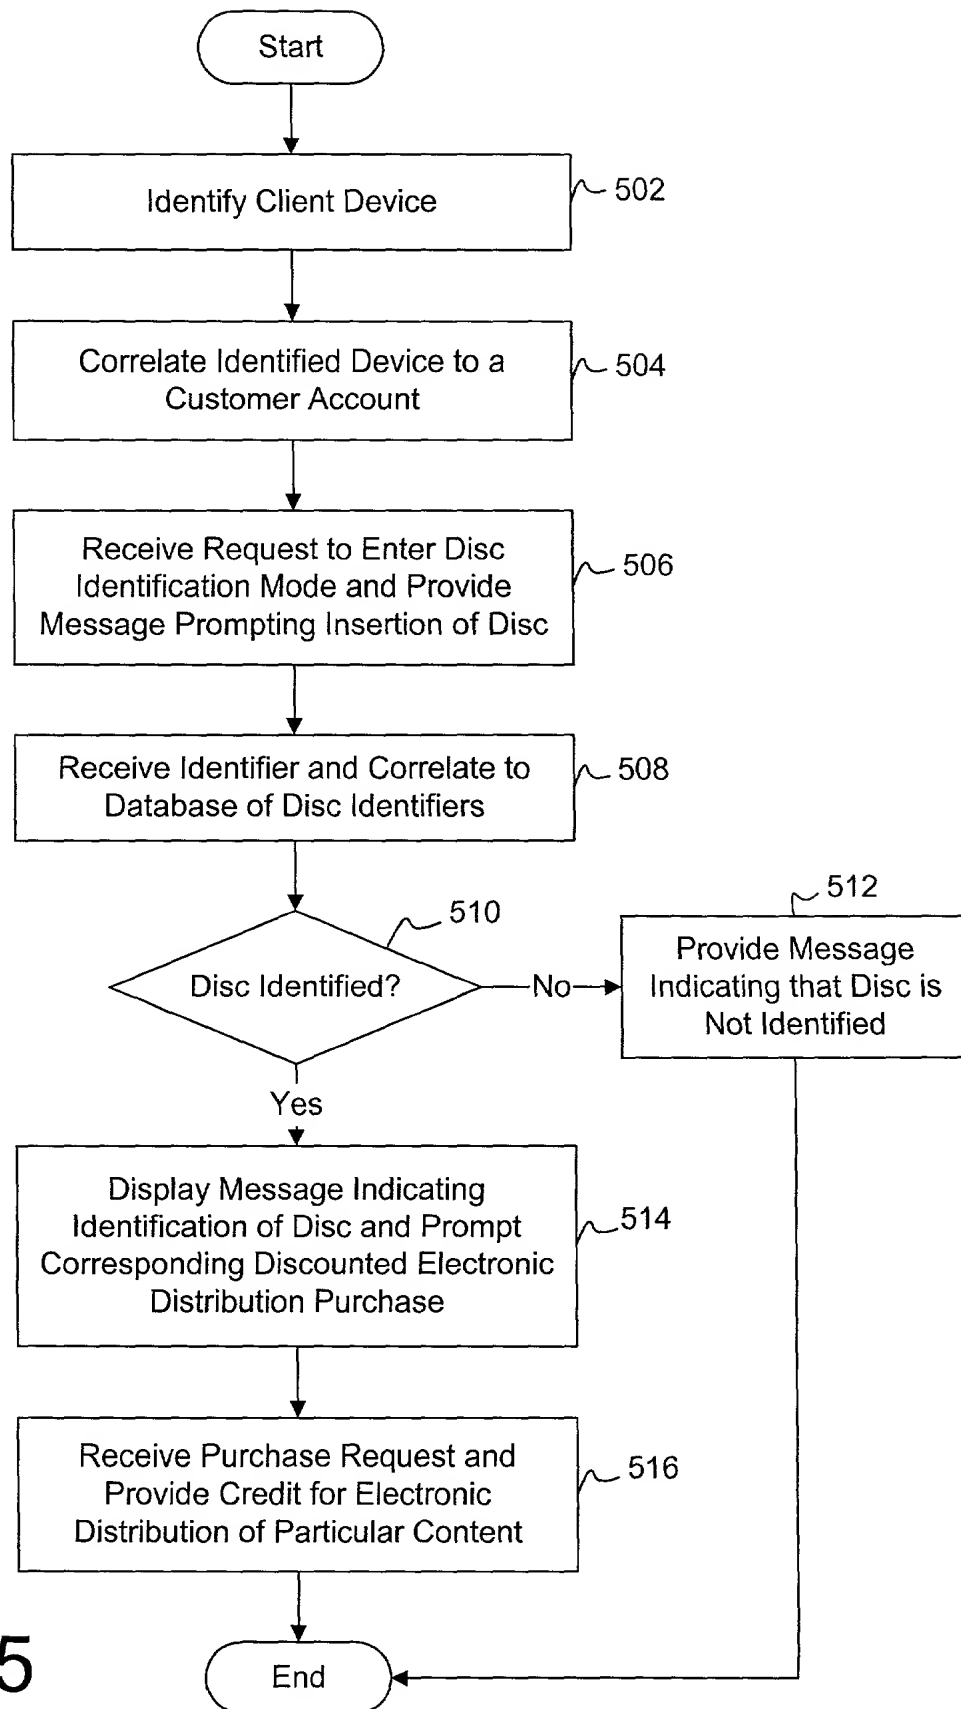 Start
Identify Client Device
502
Correlate Identified Device to a
Customer Account
504
Receive Request to Enter Disc
Identification Mode and Provide
Message Prompting Insertion of Disc
506
Receive Identifier and Correlate to
Database of Disc Identifiers
508
Disc Identified?
510
No
512
Provide Message
Indicating that Disc is
Not Identified
Yes
Display Message Indicating
Identification of Disc and Prompt
Corresponding Discounted Electronic
Distribution Purchase
514
Receive Purchase Request and
Provide Credit for Electronic
Distribution of Particular Content
516
End
5